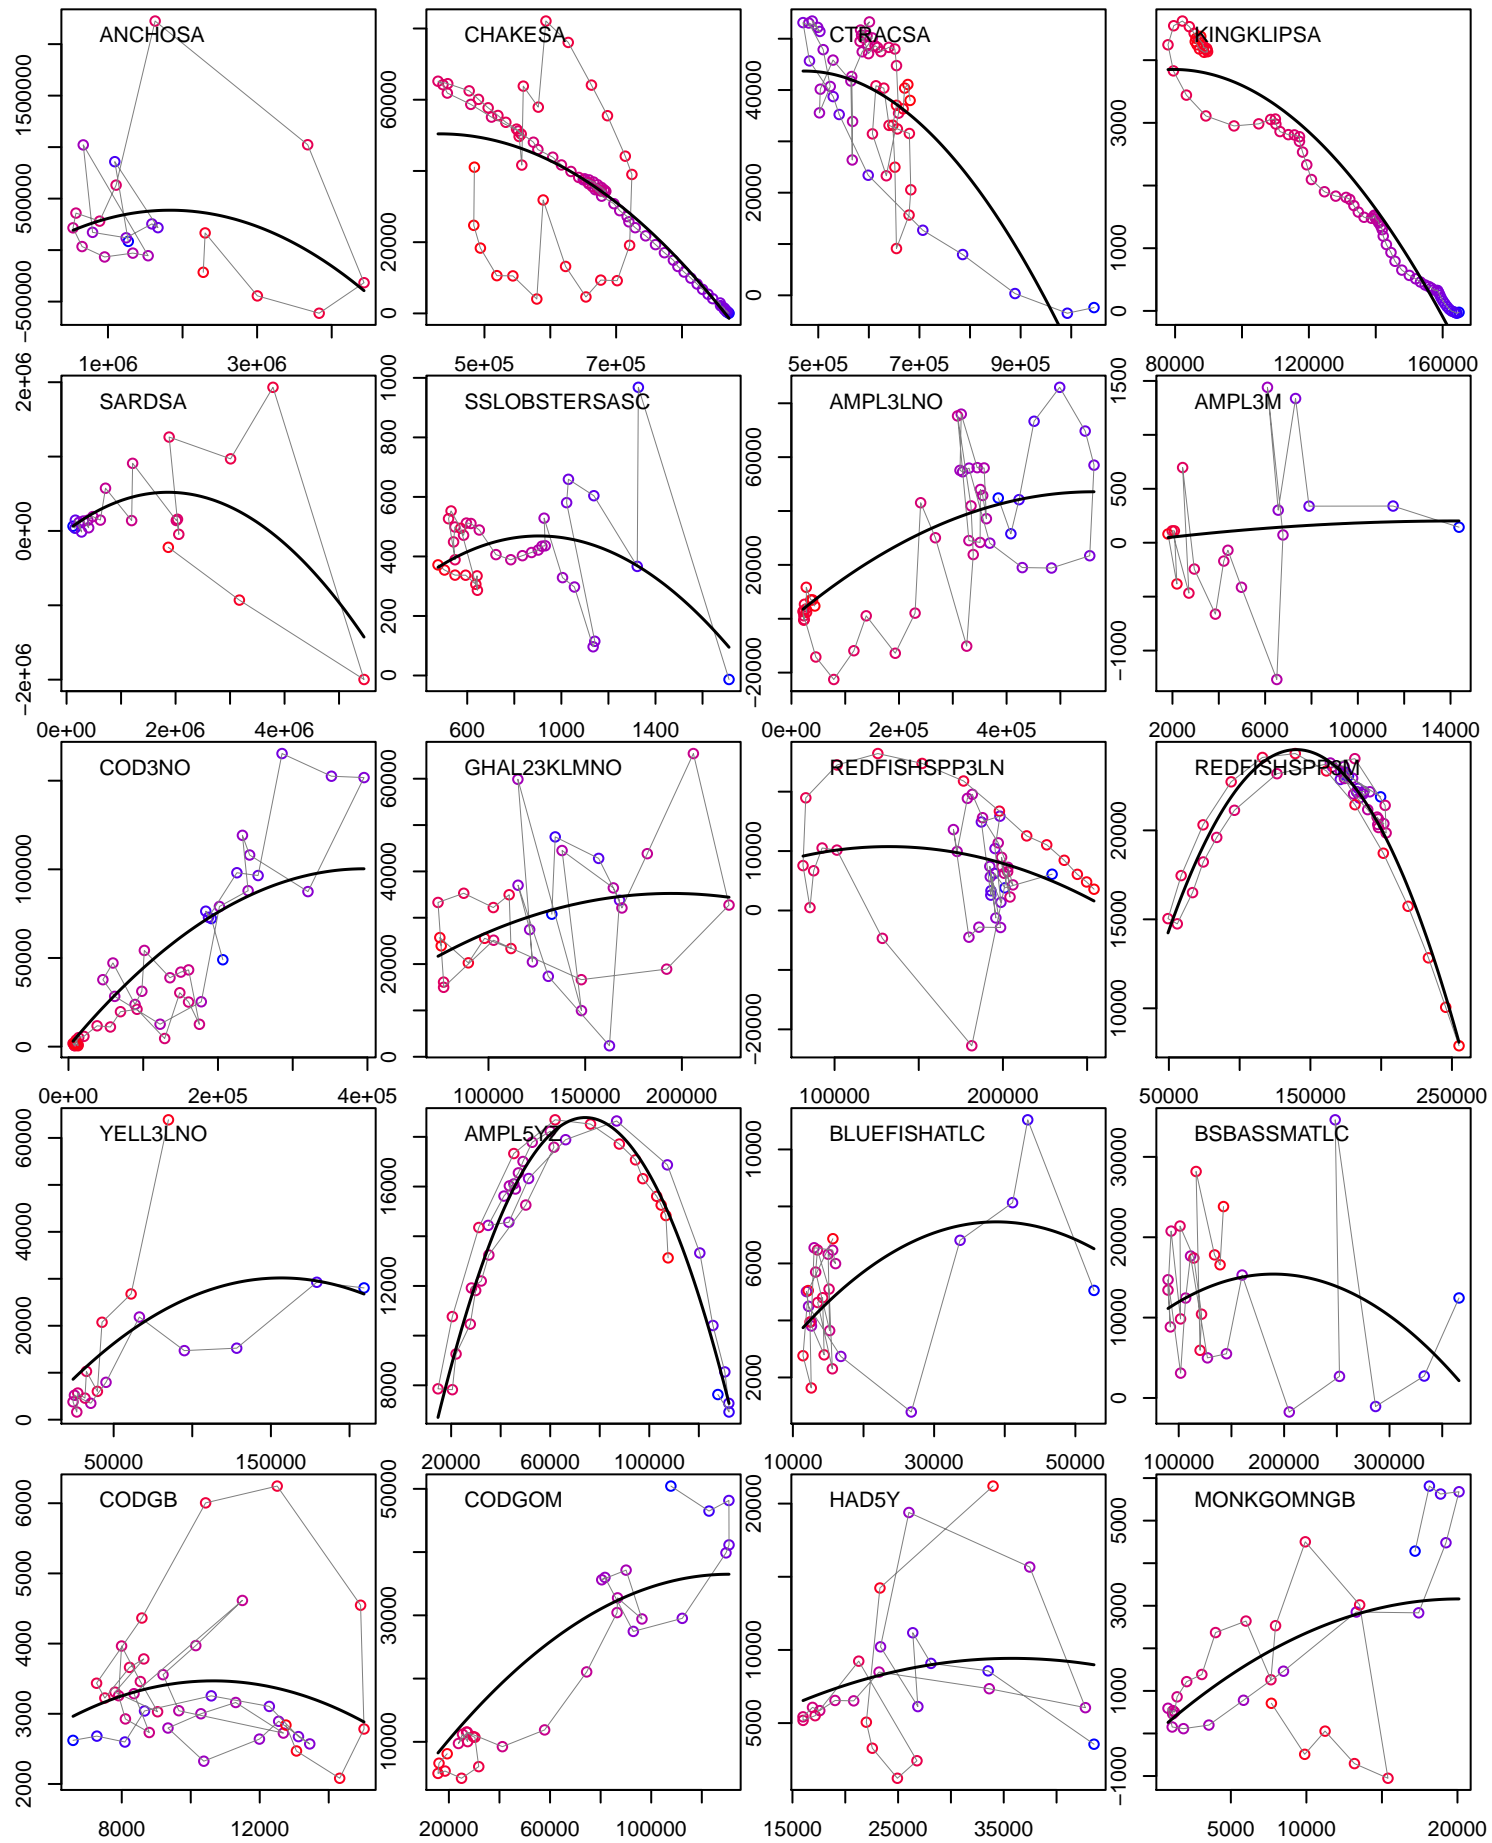 ANCHOSA CHAKESA CTRACSA KINGKLIPSA
−500000 500000 1500000
0 20000 60000
0 20000 40000
0 1000 3000
1e+06 3e+06 5e+05 7e+05 5e+05 7e+05 9e+05 80000 120000 160000
SARDSA SSLOBSTERSASC AMPL3LNO AMPL3M
−2e+06 0e+00 2e+06
0 200 400 600 800 1000
−20000 20000 60000
−1000 0 500 1500
0e+00 2e+06 4e+06 600 1000 1400 0e+00 2e+05 4e+05 2000 6000 10000 14000
COD3NO GHAL23KLMNO REDFISHSPP3LN REDFISHSPP3M
0 50000 100000
0 20000 40000 60000
−20000 0 10000
10000 15000 20000
0e+00 2e+05 4e+05 100000 150000 200000 100000 200000 50000 150000 250000
YELL3LNO AMPL5YZ BLUEFISHATLC BSBASSMATLC
0 20000 40000 60000
8000 12000 16000
2000 6000 10000
0 10000 20000 30000
50000 150000 20000 60000 100000 10000 30000 50000 100000 200000 300000
CODGB CODGOM HAD5Y MONKGOMNGB
2000 3000 4000 5000 6000
10000 30000 50000
5000 10000 20000
−1000 1000 3000 5000
8000 12000 20000 60000 100000 15000 25000 35000 5000 10000 20000